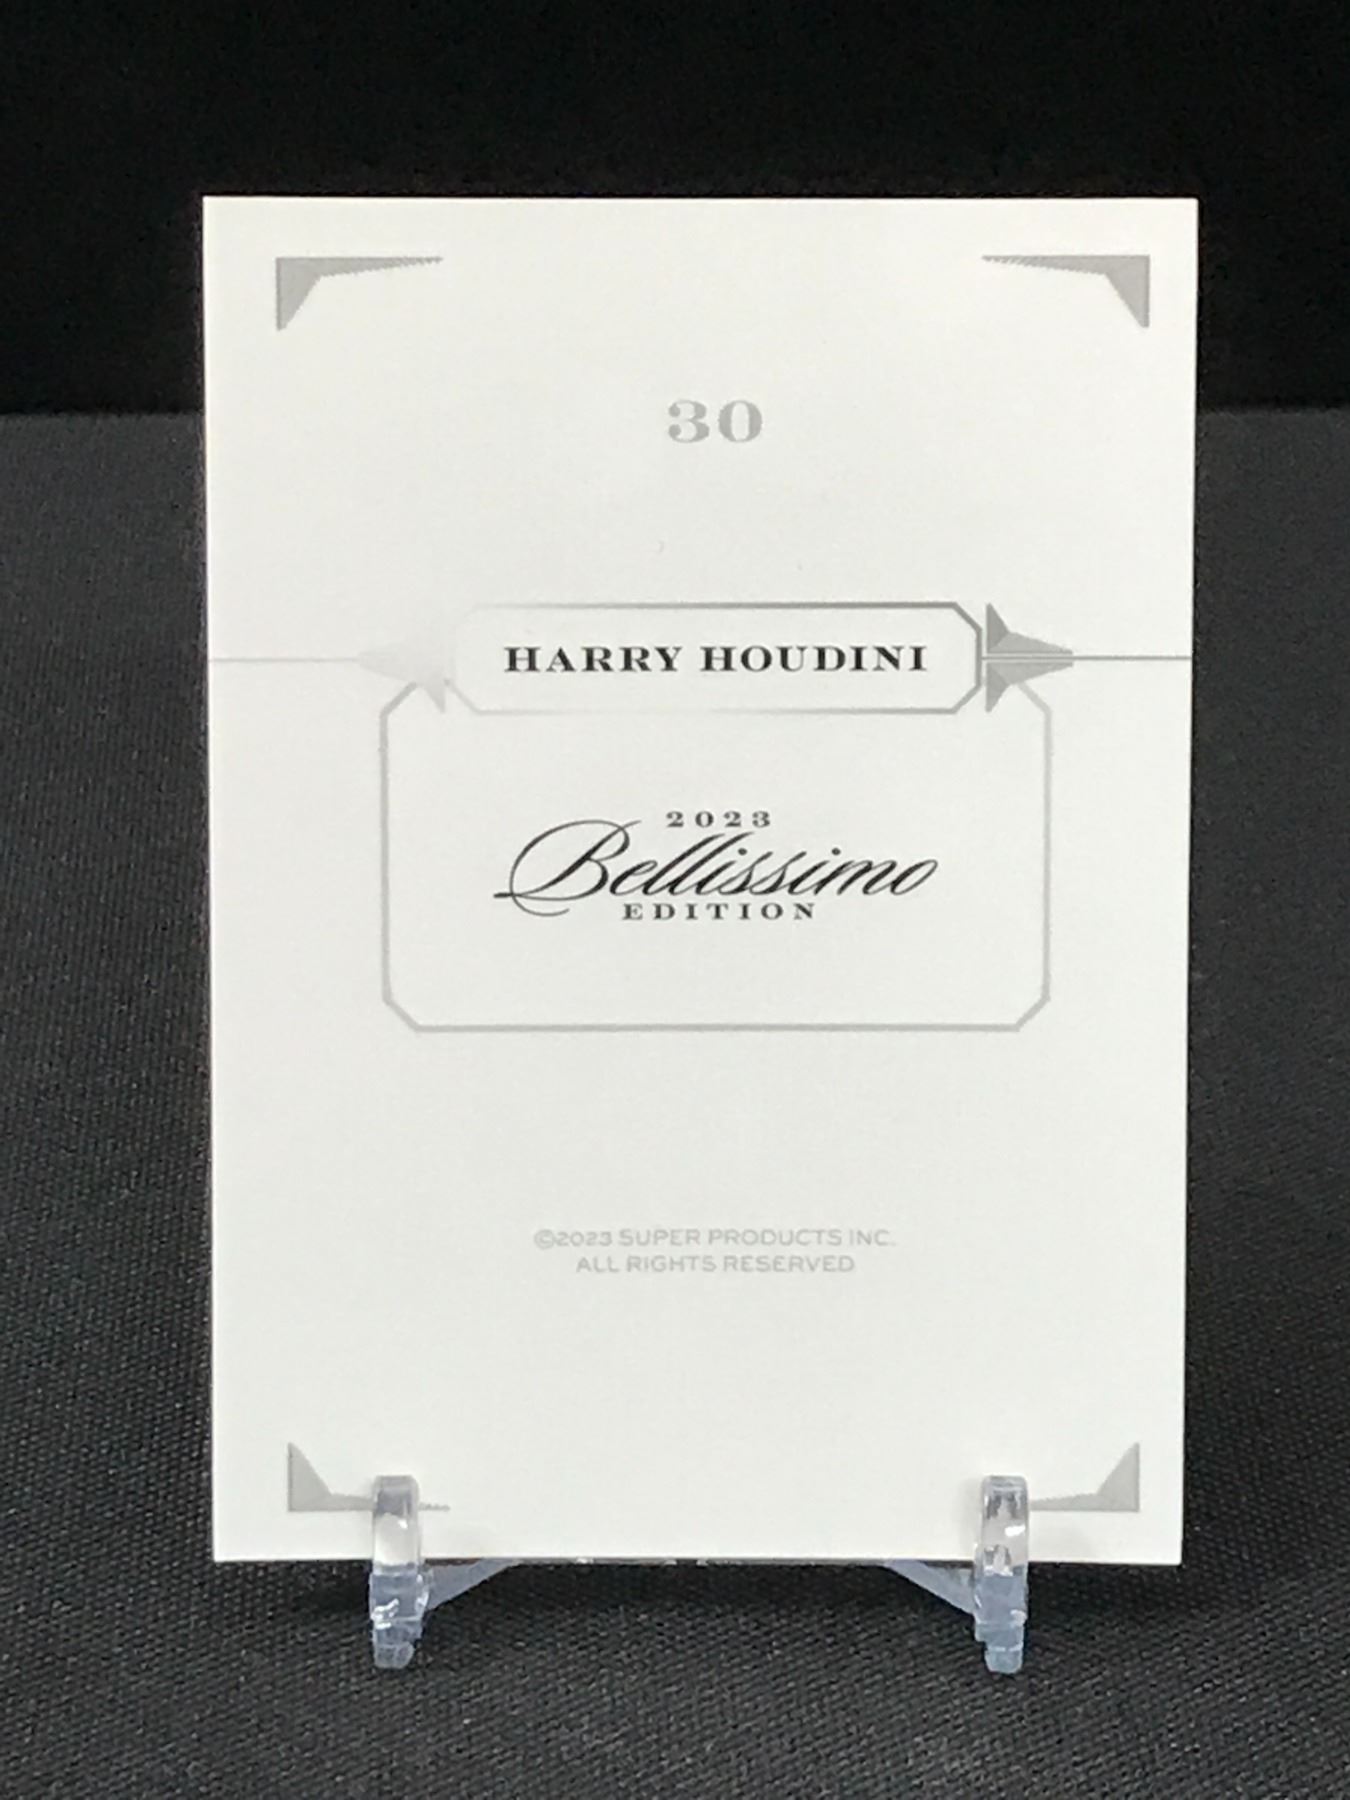 30
HARRY HOUDINI
2023
Bellissimo
EDITION
©2023 SUPER PRODUCTS INC.
ALL RIGHTS RESERVED